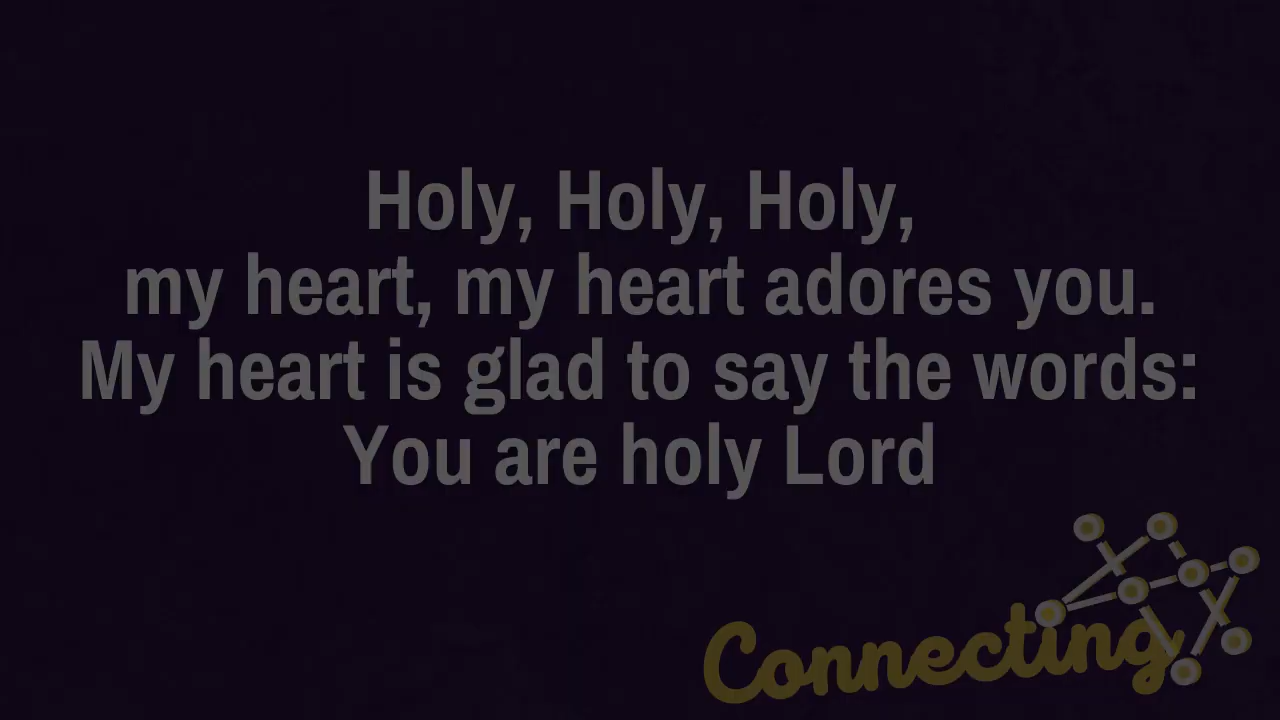 Holy, Holy, Holy,
my heart, my heart adores you.
My heart is glad to say the words:
You are holy Lord
Connecting